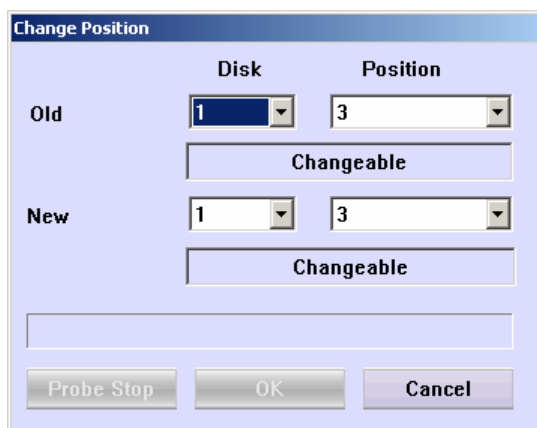 Change Position
Disk Position
Old 1 3
Changeable
New 1 3
Changeable
Probe Stop OK Cancel